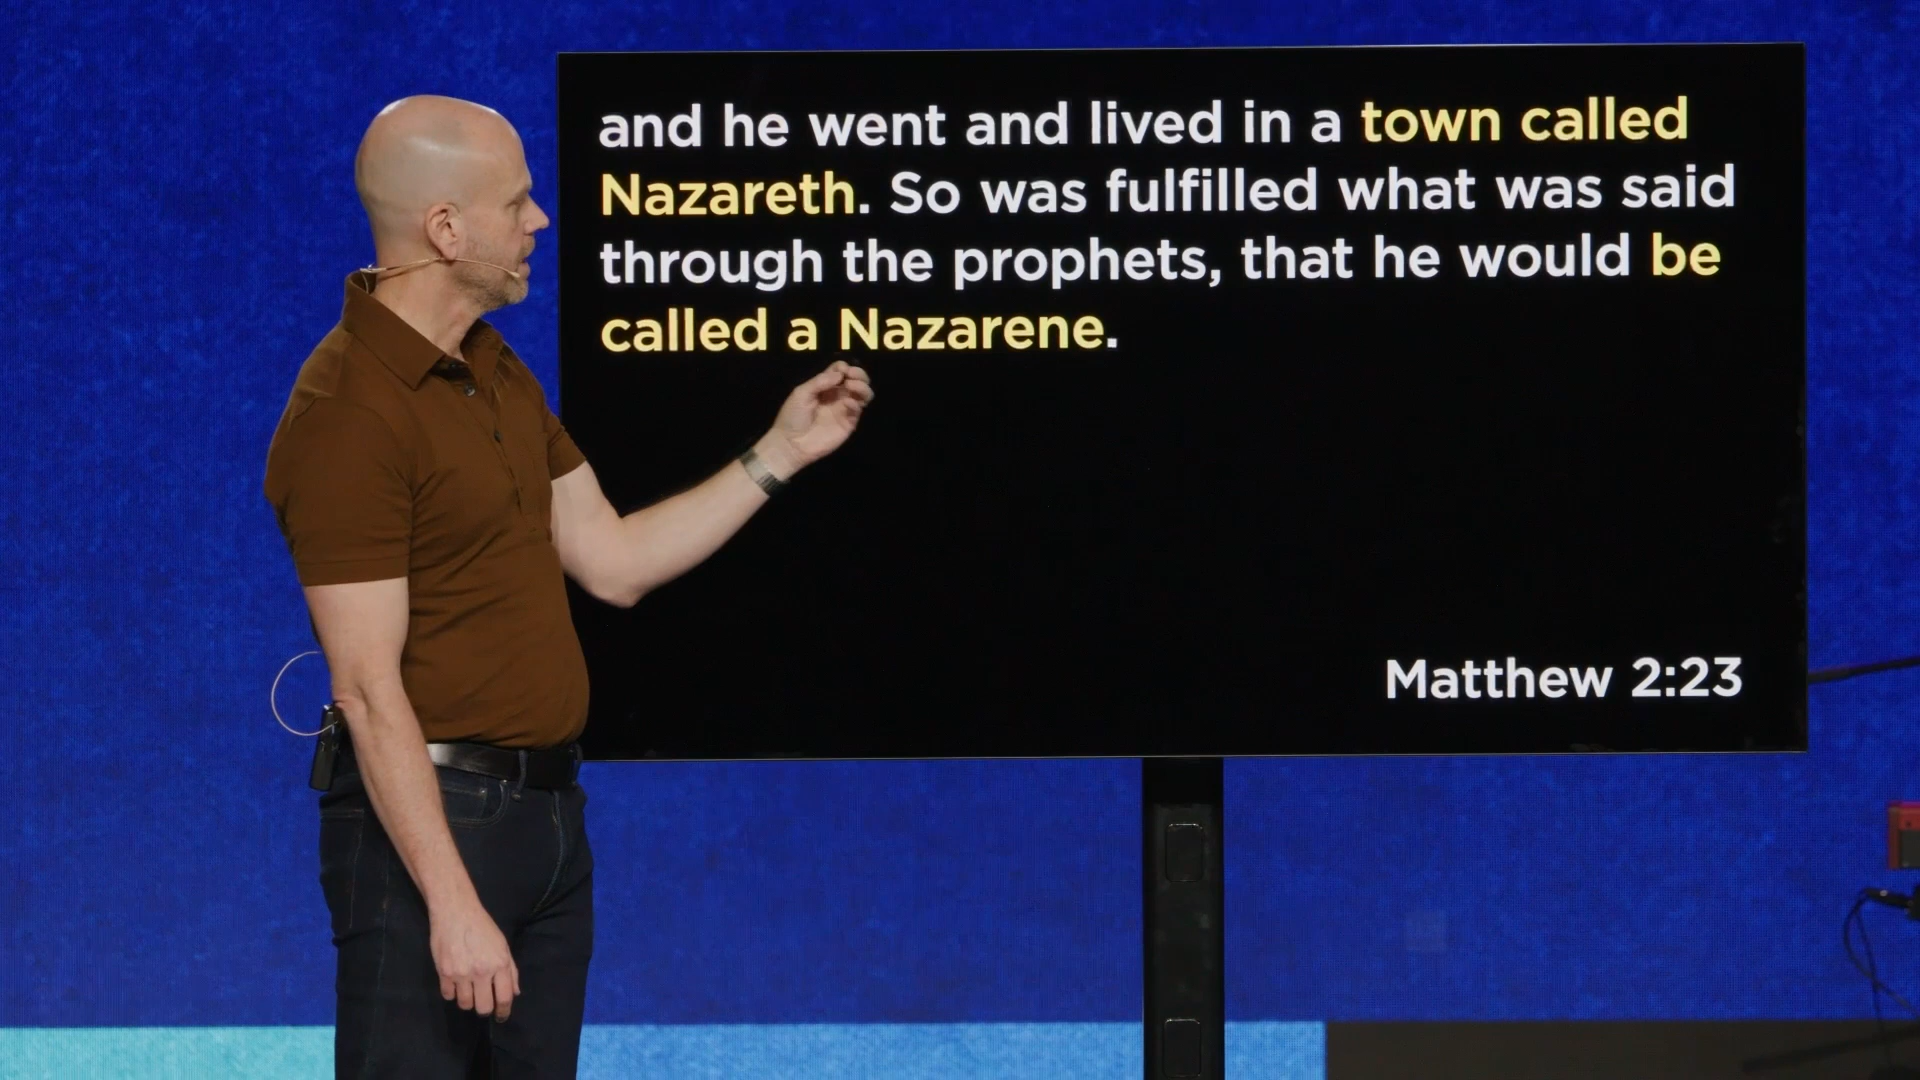 and he went and lived in a town called
Nazareth. So was fulfilled what was said
through the prophets, that he would be
called a Nazarene.
Matthew 2:23